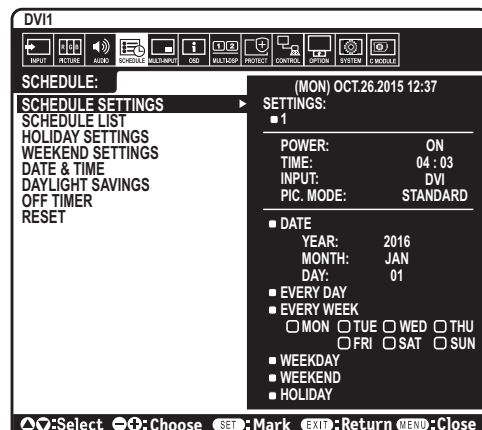 DVI1
INPUT RGB PICTURE AUDIO SCHEDULE MULTI-INPUT OSD 1 2 MULTI-DSP PROTECT CONTROL OPTION SYSTEM C MODULE
SCHEDULE:
SCHEDULE SETTINGS
SCHEDULE LIST
HOLIDAY SETTINGS
WEEKEND SETTINGS
DATE & TIME
DAYLIGHT SAVINGS
OFF TIMER
RESET
(MON) OCT.26.2015 12:37
SETTINGS:
1
POWER: ON
TIME: 04 : 03
INPUT: DVI
PIC. MODE: STANDARD
DATE
YEAR: 2016
MONTH: JAN
DAY: 01
EVERY DAY
EVERY WEEK
MON TUE WED THU
FRI SAT SUN
WEEKDAY
WEEKEND
HOLIDAY
:Select :Choose SET :Mark EXIT :Return MENU :Close